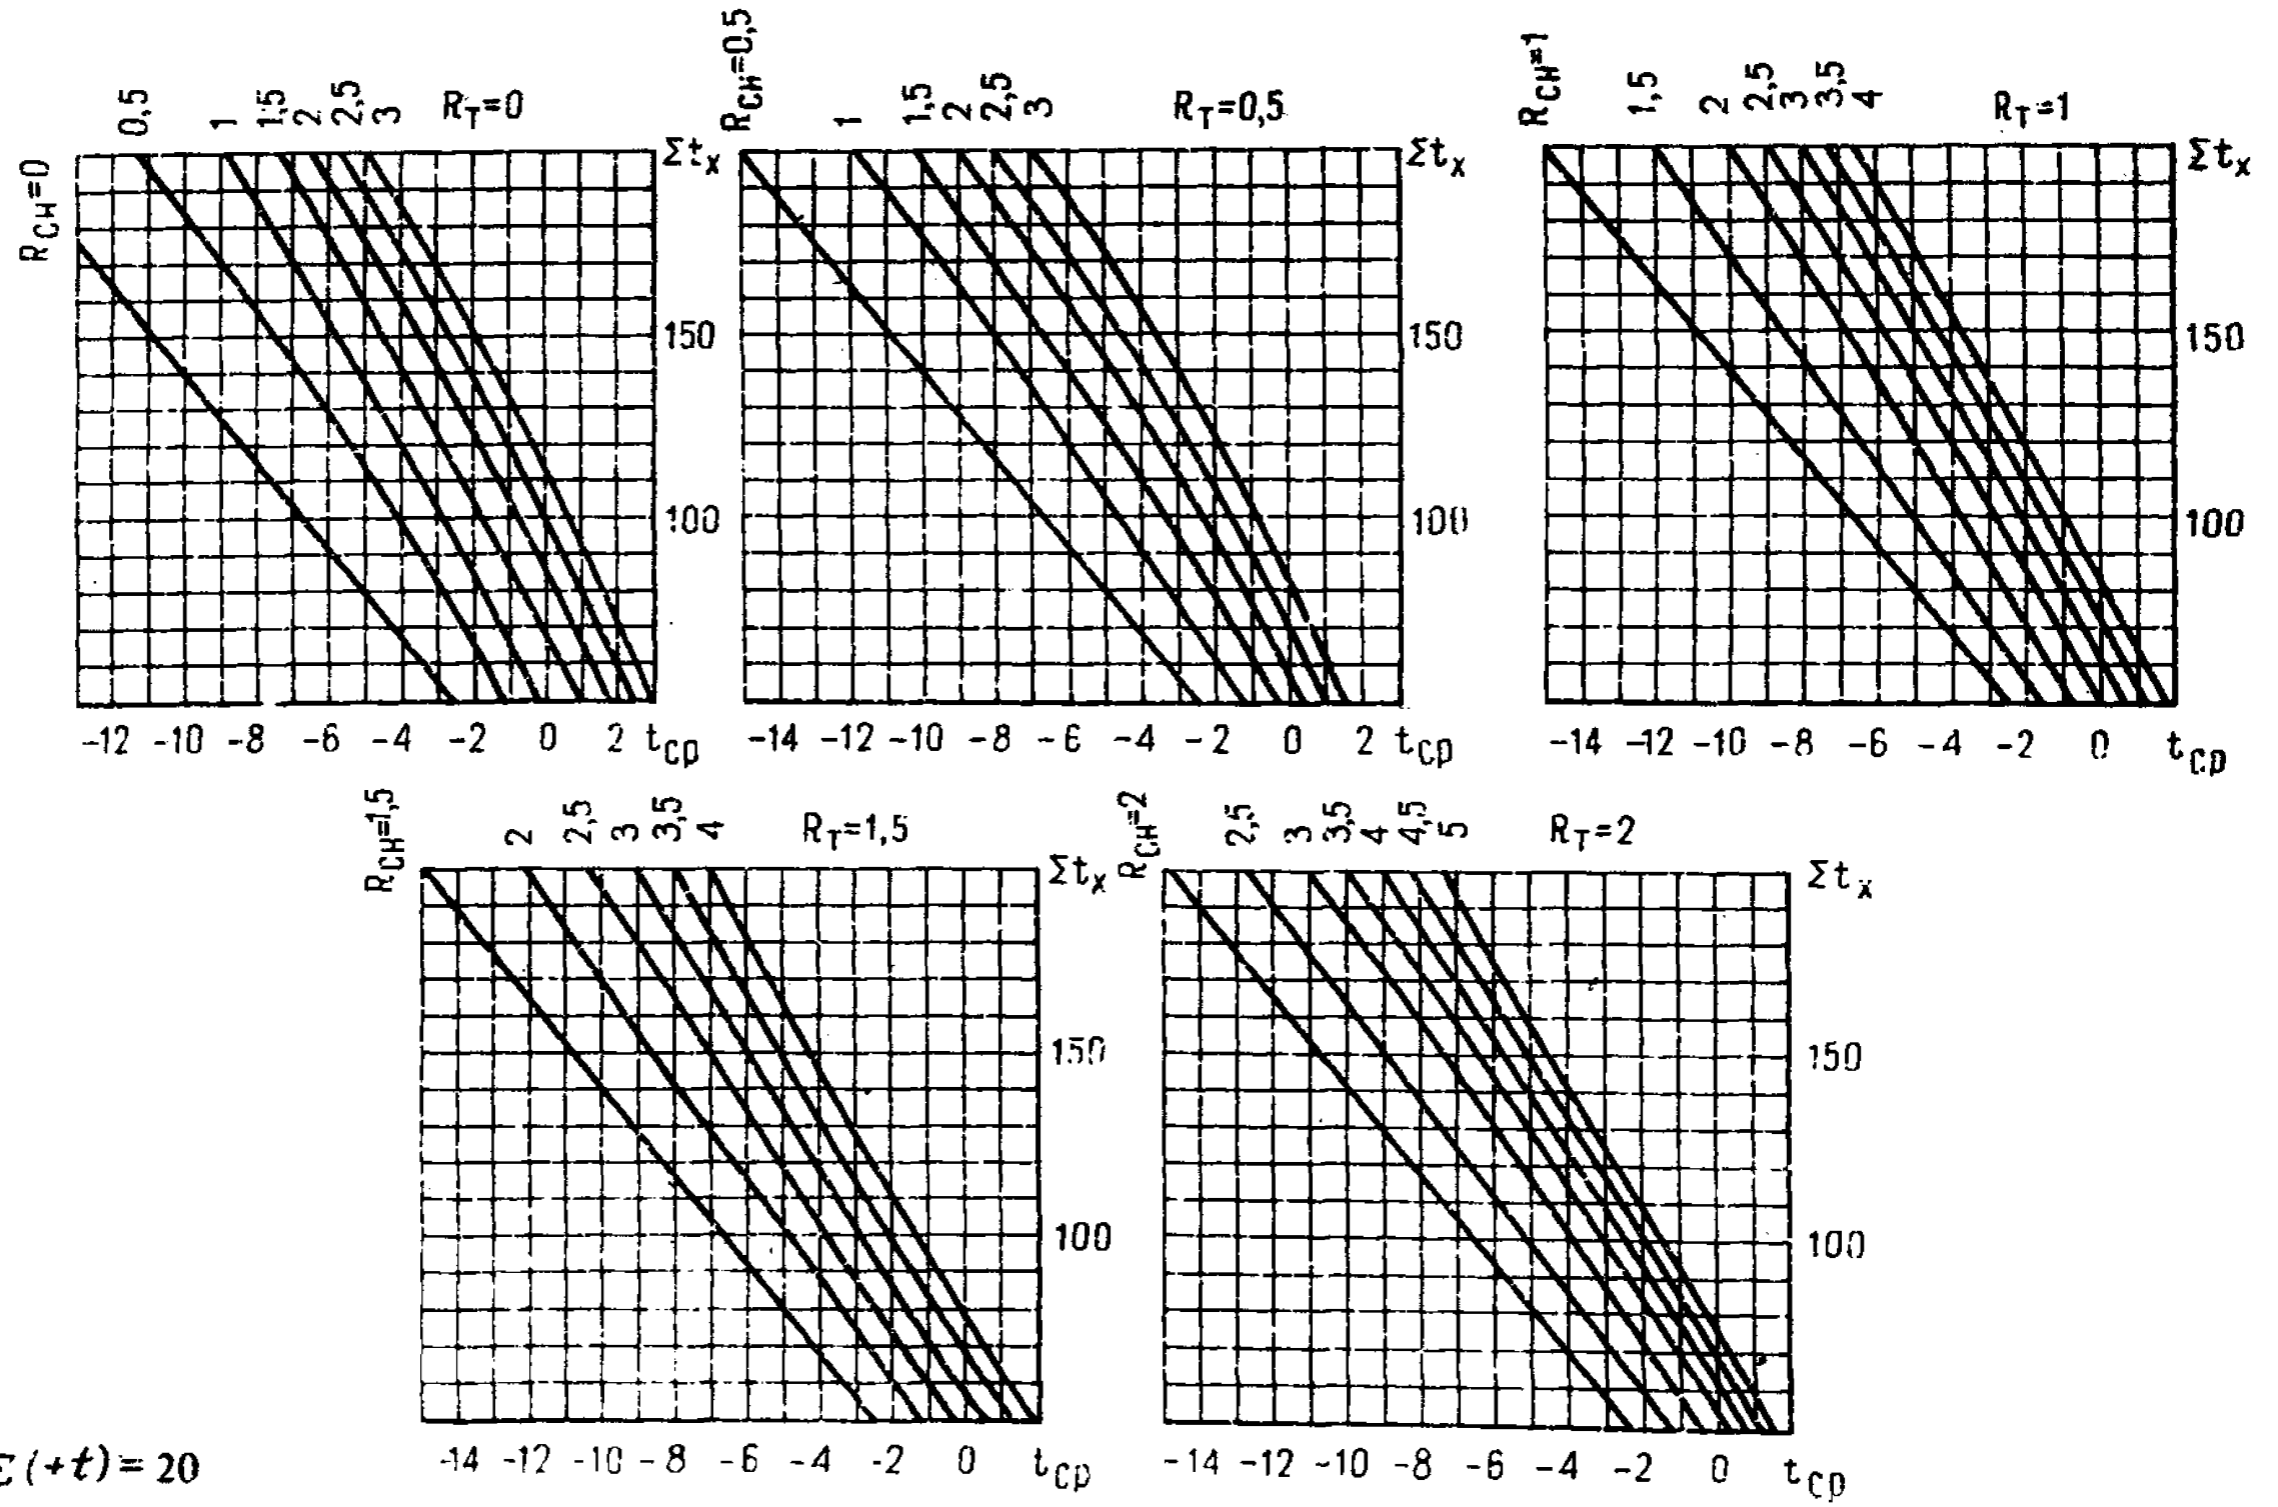 R_CH=0 0,5 1 1,5 2 2,5 3 R_T=0
Σt_x
150
100
-12 -10 -8 -6 -4 -2 0 2 t_cp
R_CH=0,5 1 1,5 2 2,5 3 R_T=0,5
Σt_x
150
100
-14 -12 -10 -8 -6 -4 -2 0 2 t_cp
R_CH=1 1,5 2 2,5 3 3,5 4 R_T=1
Σt_x
150
100
-14 -12 -10 -8 -6 -4 -2 0 t_cp
R_CH=1,5 2 2,5 3 3,5 4 R_T=1,5
Σt_x
150
100
-14 -12 -10 -8 -6 -4 -2 0 t_cp
R_CH=2 2,5 3 3,5 4 4,5 5 R_T=2
Σt_x
150
100
-14 -12 -10 -8 -6 -4 -2 0 t_cp
Σ(+t)=20